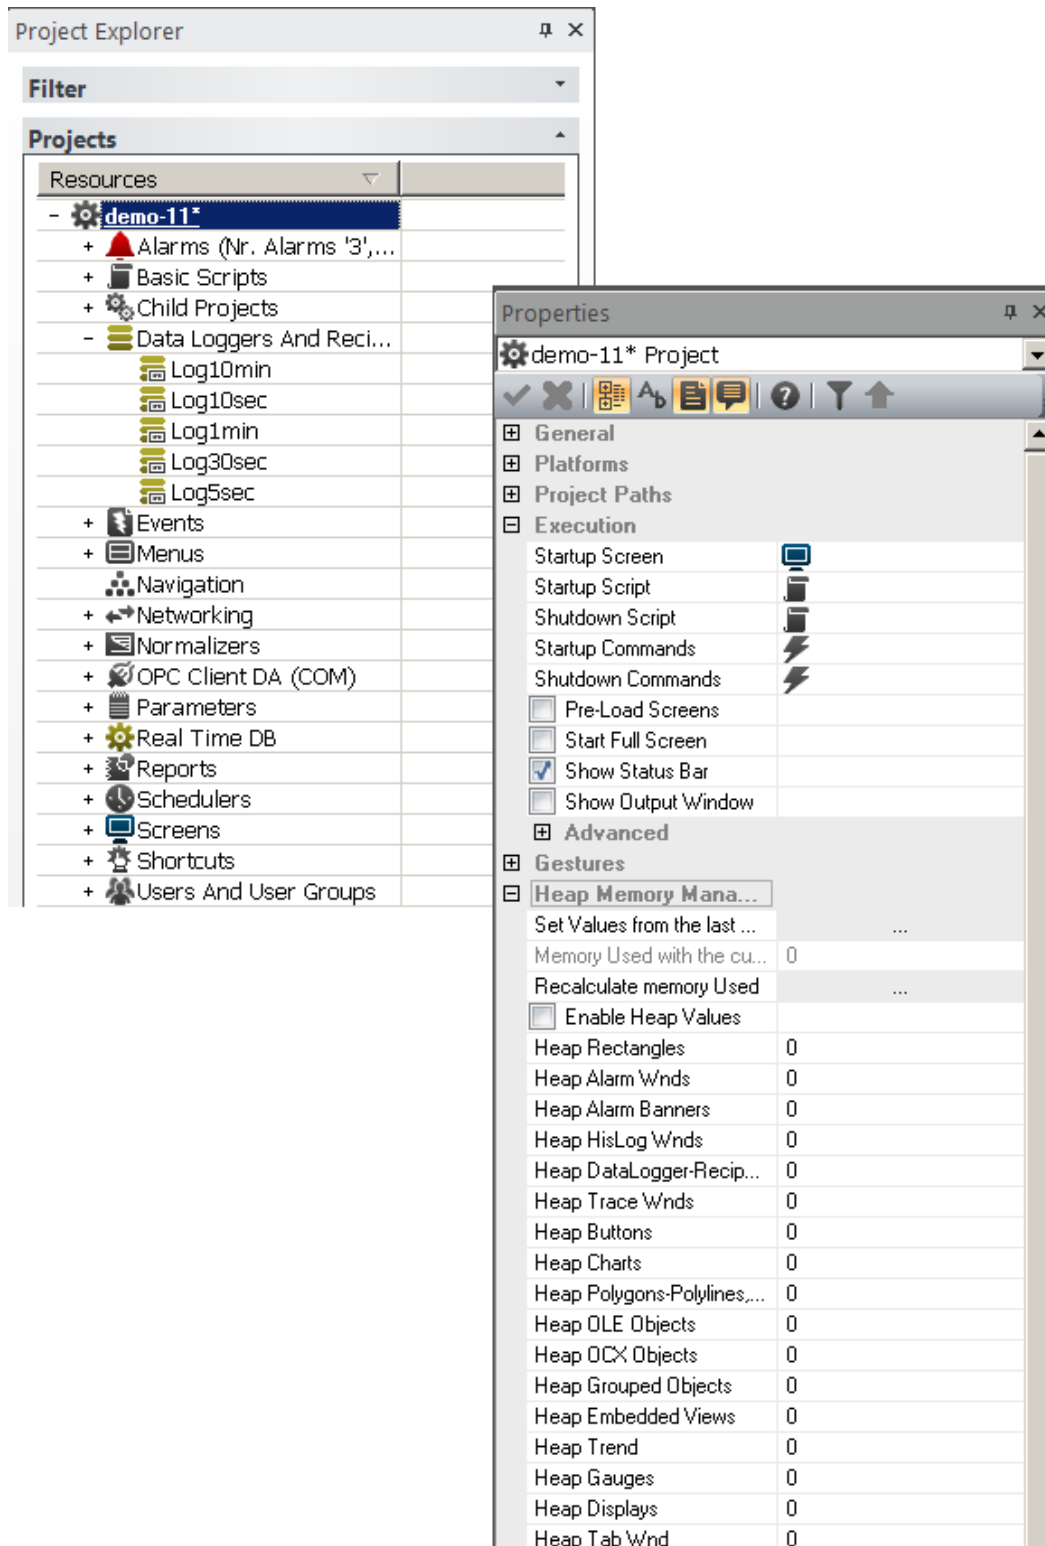 Project Explorer
Filter
Projects
Resources
demo-11*
Alarms (Nr. Alarms '3',...
Basic Scripts
Child Projects
Data Loggers And Reci...
Log10min
Log10sec
Log1min
Log30sec
Log5sec
Events
Menus
Navigation
Networking
Normalizers
OPC Client DA (COM)
Parameters
Real Time DB
Reports
Schedulers
Screens
Shortcuts
Users And User Groups
Properties
demo-11* Project
General
Platforms
Project Paths
Execution
Startup Screen
Startup Script
Shutdown Script
Startup Commands
Shutdown Commands
Pre-Load Screens
Start Full Screen
Show Status Bar
Show Output Window
Advanced
Gestures
Heap Memory Mana...
Set Values from the last ... ...
Memory Used with the cu... 0
Recalculate memory Used ...
Enable Heap Values
Heap Rectangles 0
Heap Alarm Wnds 0
Heap Alarm Banners 0
Heap HisLog Wnds 0
Heap DataLogger-Recip... 0
Heap Trace Wnds 0
Heap Buttons 0
Heap Charts 0
Heap Polygons-Polylines,... 0
Heap OLE Objects 0
Heap OCX Objects 0
Heap Grouped Objects 0
Heap Embedded Views 0
Heap Trend 0
Heap Gauges 0
Heap Displays 0
Heap Tab Wnd 0